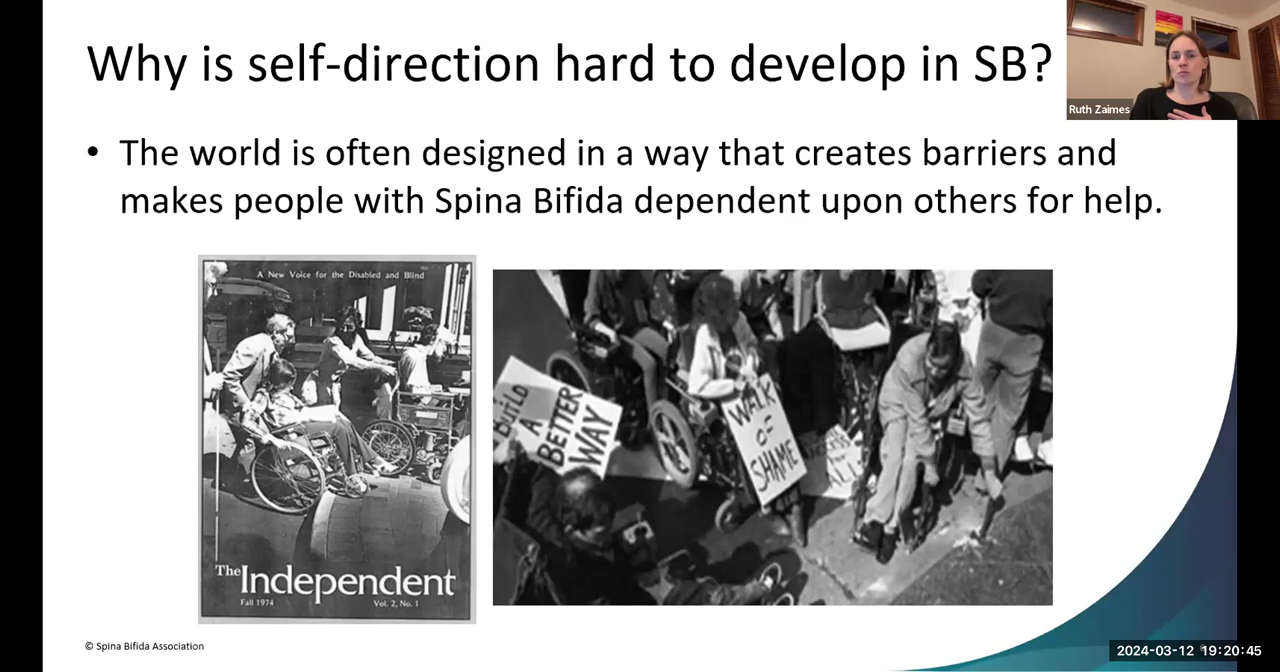 Why is self-direction hard to develop in SB?
Ruth Zaimes
• The world is often designed in a way that creates barriers and
makes people with Spina Bifida dependent upon others for help.
A New Voice for the Disabled and Blind
The Independent
Fall 1974 Vol. 2, No. 1
BUILD
A
BETTER
WAY
WALK
OF
SHAME
ACCESS
FOR
ALL
© Spina Bifida Association
2024-03-12 19:20:45